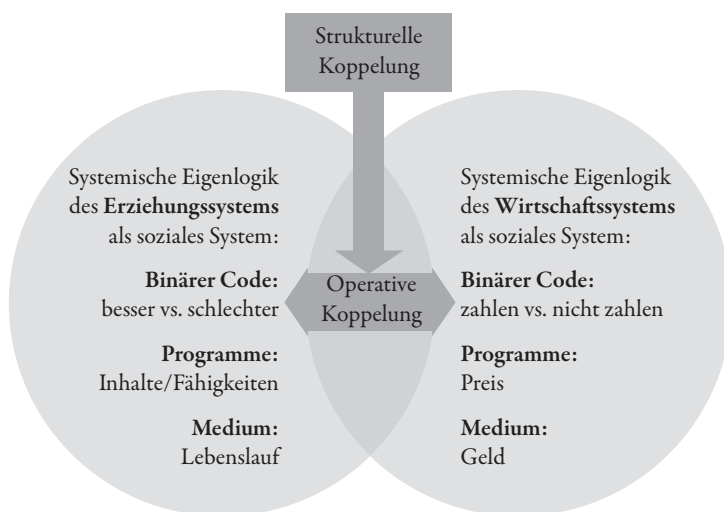 Strukturelle
Koppelung
Systemische Eigenlogik
des Erziehungssystems
als soziales System:
Binärer Code:
besser vs. schlechter
Programme:
Inhalte/Fähigkeiten
Medium:
Lebenslauf
Operative
Koppelung
Systemische Eigenlogik
des Wirtschaftssystems
als soziales System:
Binärer Code:
zahlen vs. nicht zahlen
Programme:
Preis
Medium:
Geld